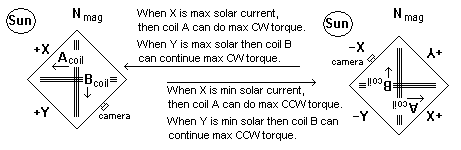 Sun
N mag
When X is max solar current,
then coil A can do max CW torque.
When Y is max solar then coil B
can continue max CW torque.
When X is min solar current,
then coil A can do max CCW torque.
When Y is min solar then coil B can
continue max CCW torque.
+X
A coil
B coil
+Y
camera
N mag
Sun
-X
Y+
camera
B coil
A coil
-Y
X+